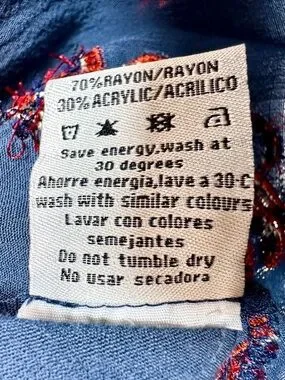 70%RAYON/RAYON
30%ACRYLIC/ACRILICO
Save energy,wash at
30 degrees
Ahorre energia,lave a 30·C
wash with similar colours
Lavar con colores
semejantes
Do not tumble dry
No usar secadora